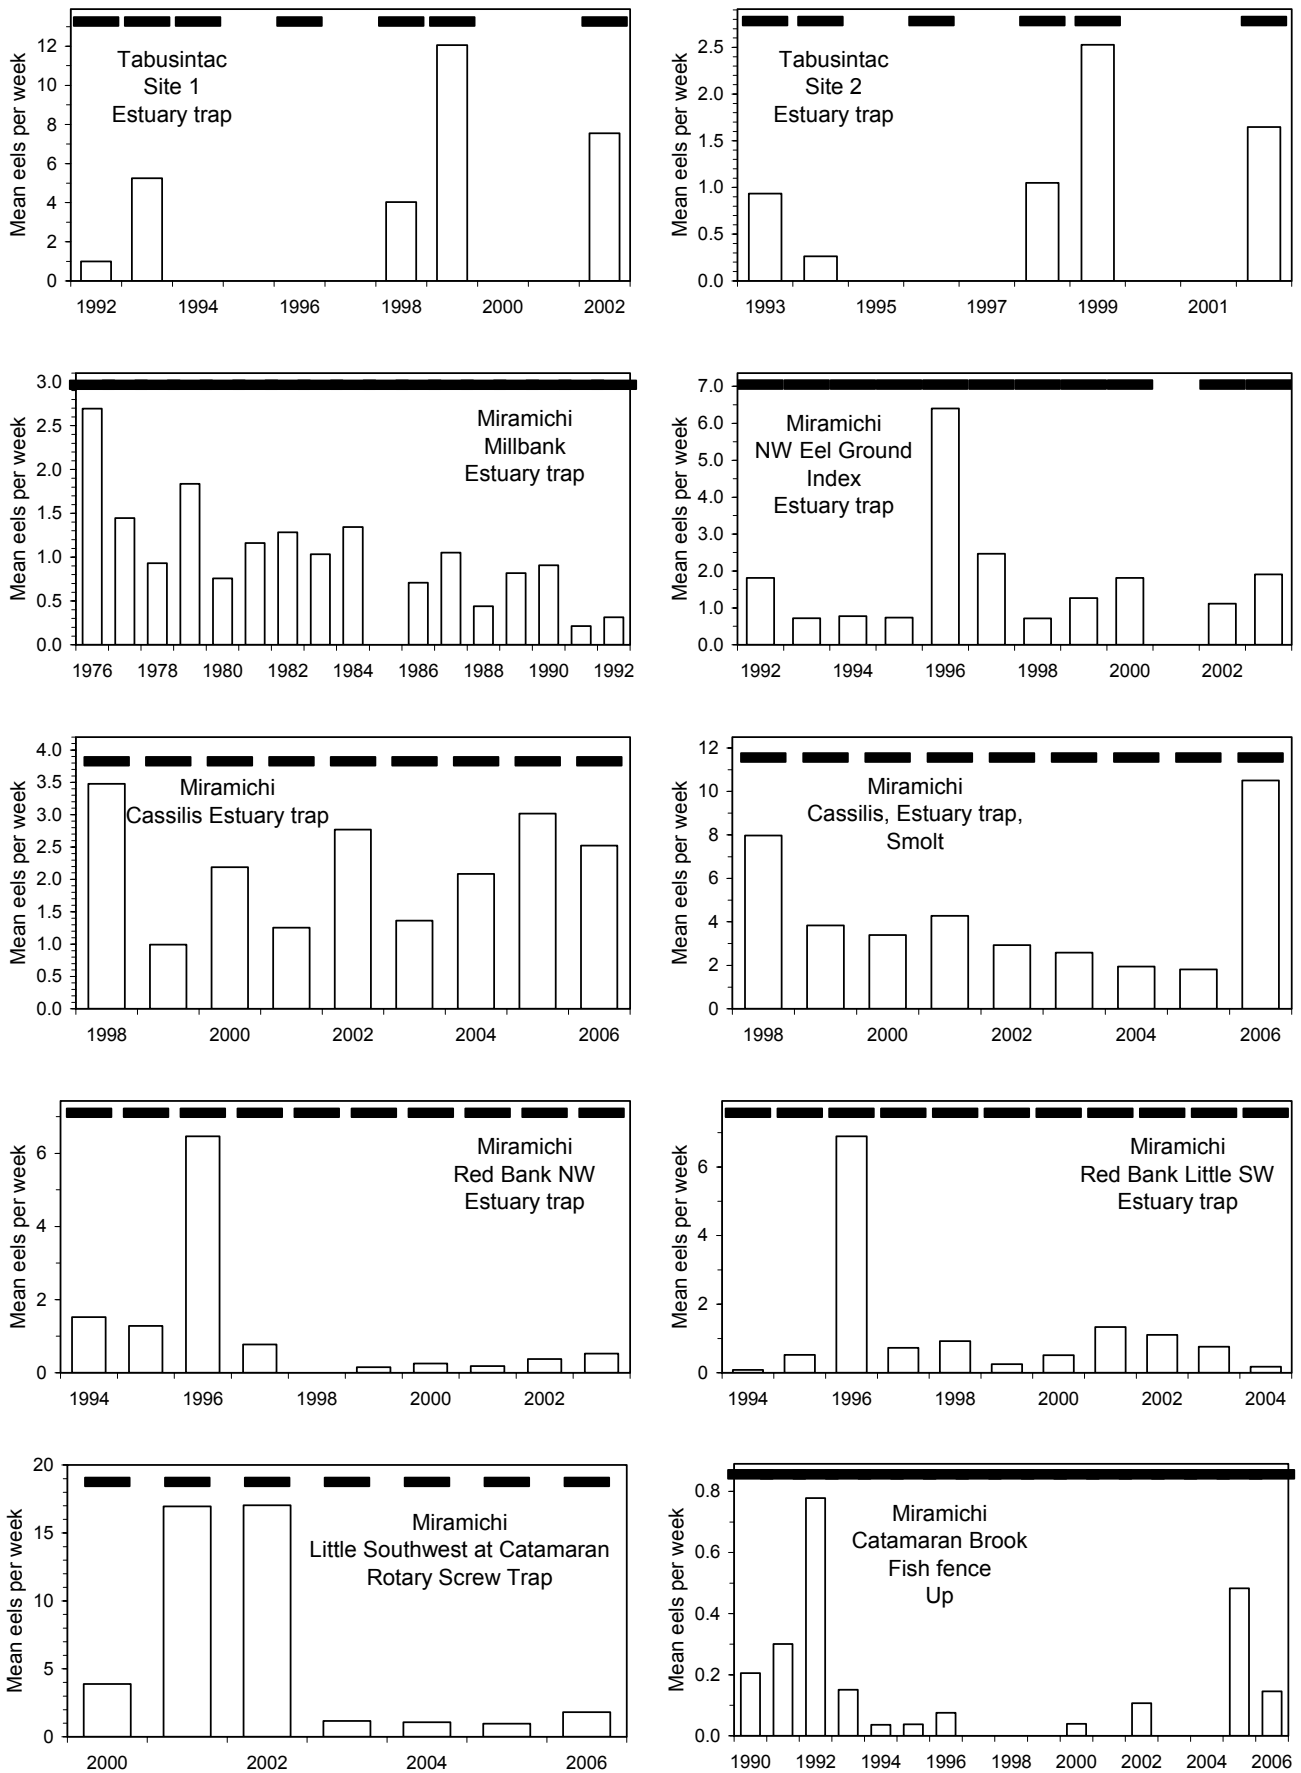 Mean eels per week
12
10
8
6
4
2
0
Tabusintac
Site 1
Estuary trap
1992 1994 1996 1998 2000 2002
Mean eels per week
2.5
2.0
1.5
1.0
0.5
0.0
Tabusintac
Site 2
Estuary trap
1993 1995 1997 1999 2001
Mean eels per week
3.0
2.5
2.0
1.5
1.0
0.5
0.0
Miramichi
Millbank
Estuary trap
1976 1978 1980 1982 1984 1986 1988 1990 1992
Mean eels per week
7.0
6.0
5.0
4.0
3.0
2.0
1.0
0.0
Miramichi
NW Eel Ground
Index
Estuary trap
1992 1994 1996 1998 2000 2002
Mean eels per week
4.0
3.5
3.0
2.5
2.0
1.5
1.0
0.5
0.0
Miramichi
Cassilis Estuary trap
1998 2000 2002 2004 2006
Mean eels per week
12
10
8
6
4
2
0
Miramichi
Cassilis, Estuary trap,
Smolt
1998 2000 2002 2004 2006
Mean eels per week
6
4
2
0
Miramichi
Red Bank NW
Estuary trap
1994 1996 1998 2000 2002
Mean eels per week
6
4
2
0
Miramichi
Red Bank Little SW
Estuary trap
1994 1996 1998 2000 2002 2004
Mean eels per week
20
15
10
5
0
Miramichi
Little Southwest at Catamaran
Rotary Screw Trap
2000 2002 2004 2006
Mean eels per week
0.8
0.6
0.4
0.2
0.0
Miramichi
Catamaran Brook
Fish fence
Up
1990 1992 1994 1996 1998 2000 2002 2004 2006